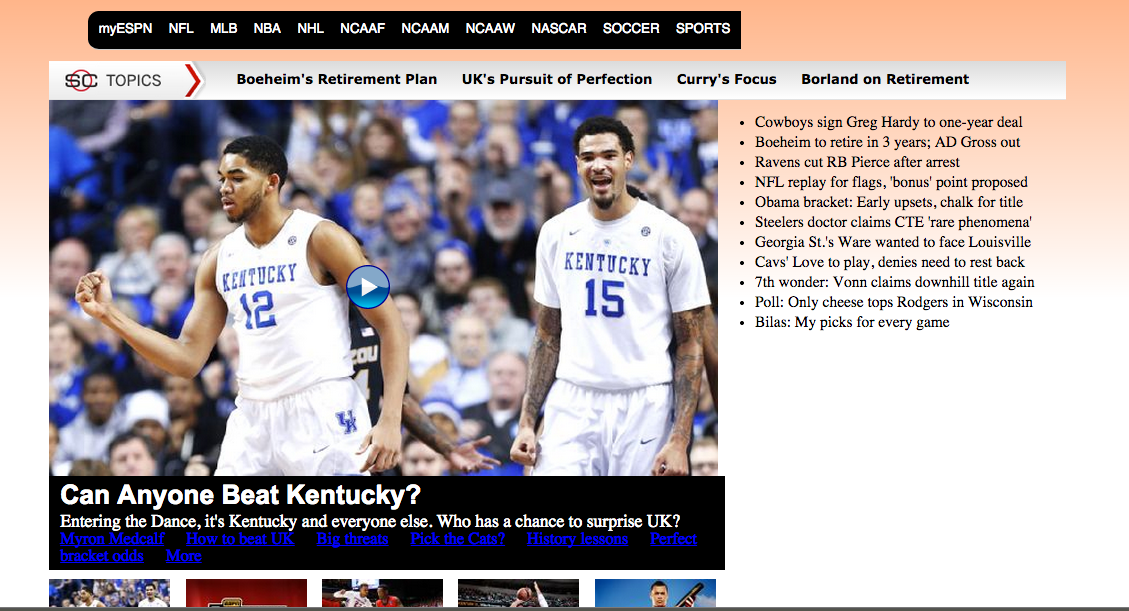 myESPN NFL MLB NBA NHL NCAAF NCAAM NCAAW NASCAR SOCCER SPORTS
SC TOPICS Boeheim's Retirement Plan UK's Pursuit of Perfection Curry's Focus Borland on Retirement
KENTUCKY
12
UK
ZOU
KENTUCKY
15
Can Anyone Beat Kentucky?
Entering the Dance, it's Kentucky and everyone else. Who has a chance to surprise UK?
Myron Medcalf How to beat UK Big threats Pick the Cats? History lessons Perfect
bracket odds More
Cowboys sign Greg Hardy to one-year deal
Boeheim to retire in 3 years; AD Gross out
Ravens cut RB Pierce after arrest
NFL replay for flags, 'bonus' point proposed
Obama bracket: Early upsets, chalk for title
Steelers doctor claims CTE 'rare phenomena'
Georgia St.'s Ware wanted to face Louisville
Cavs' Love to play, denies need to rest back
7th wonder: Vonn claims downhill title again
Poll: Only cheese tops Rodgers in Wisconsin
Bilas: My picks for every game